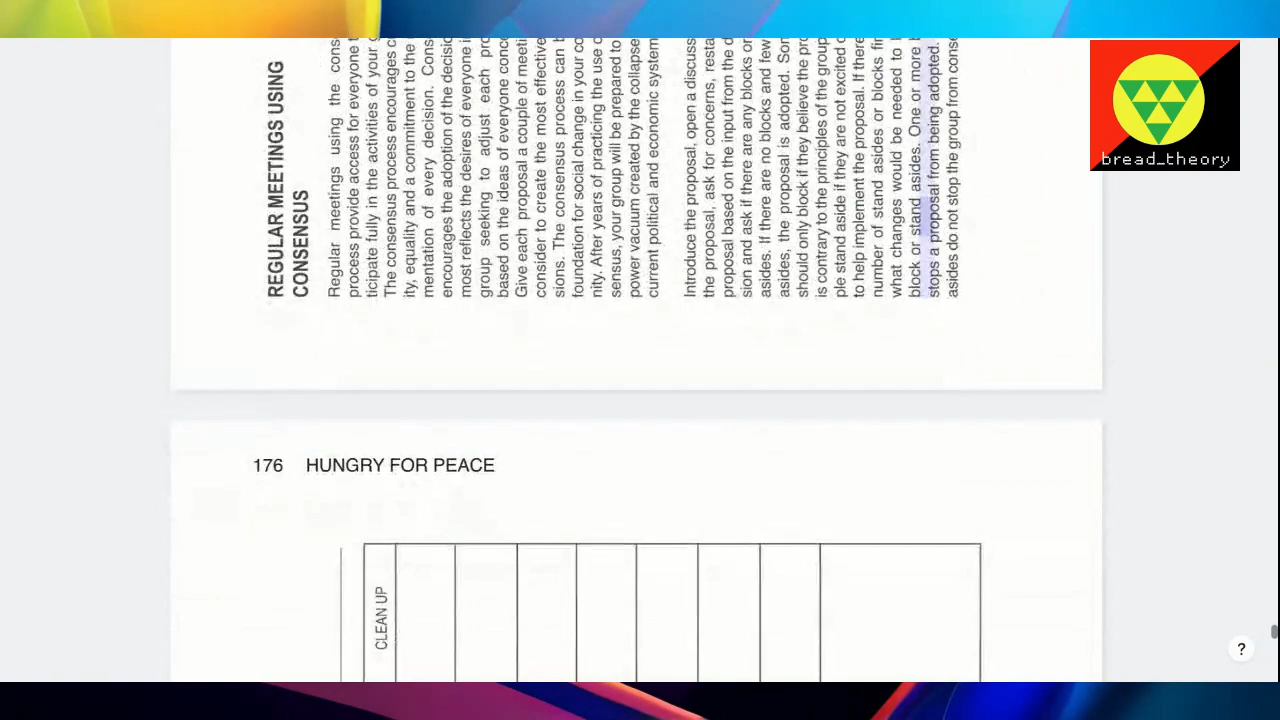 REGULAR MEETINGS USING
CONSENSUS
Regular meetings using the cons
process provide access for everyone t
ticipate fully in the activities of your
The consensus process encourages c
ity, equality and a commitment to the
mentation of every decision. Cons
encourages the adoption of the decisio
most reflects the desires of everyone i
group seeking to adjust each pro
based on the ideas of everyone conce
Give each proposal a couple of meeti
consider to create the most effective
sions. The consensus process can b
foundation for social change in your co
nity. After years of practicing the use o
sensus, your group will be prepared to
power vacuum created by the collapse
current political and economic system
Introduce the proposal, open a discuss
the proposal, ask for concerns, resta
proposal based on the input from the d
sion and ask if there are any blocks or
asides. If there are no blocks and few
asides, the proposal is adopted. Som
should only block if they believe the pro
is contrary to the principles of the group
ple stand aside if they are not excited o
to help implement the proposal. If there
number of stand asides or blocks fir
what changes would be needed to
block or stand asides. One or more b
stops a proposal from being adopted.
asides do not stop the group from conse
176 HUNGRY FOR PEACE
CLEAN UP
bread_theory
?